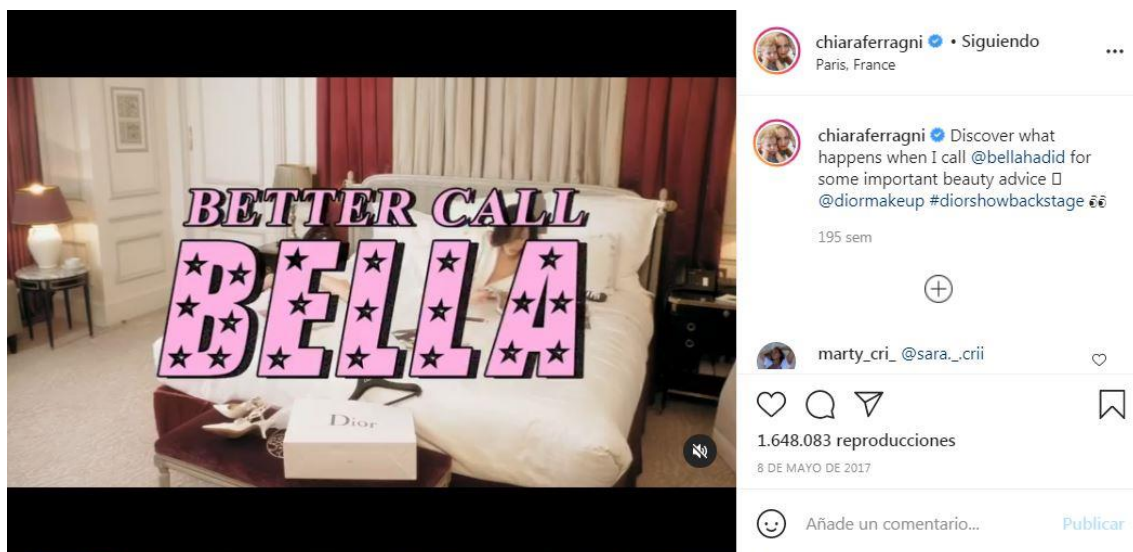 BETTER CALL
BELLA
Dior
chiaraferragni • Siguiendo
Paris, France
chiaraferragni Discover what
happens when I call @bellahadid for
some important beauty advice
@diormakeup #diorshowbackstage 👀
195 sem
marty_cri_ @sara._.crii
1.648.083 reproducciones
8 DE MAYO DE 2017
Añade un comentario...
Publicar